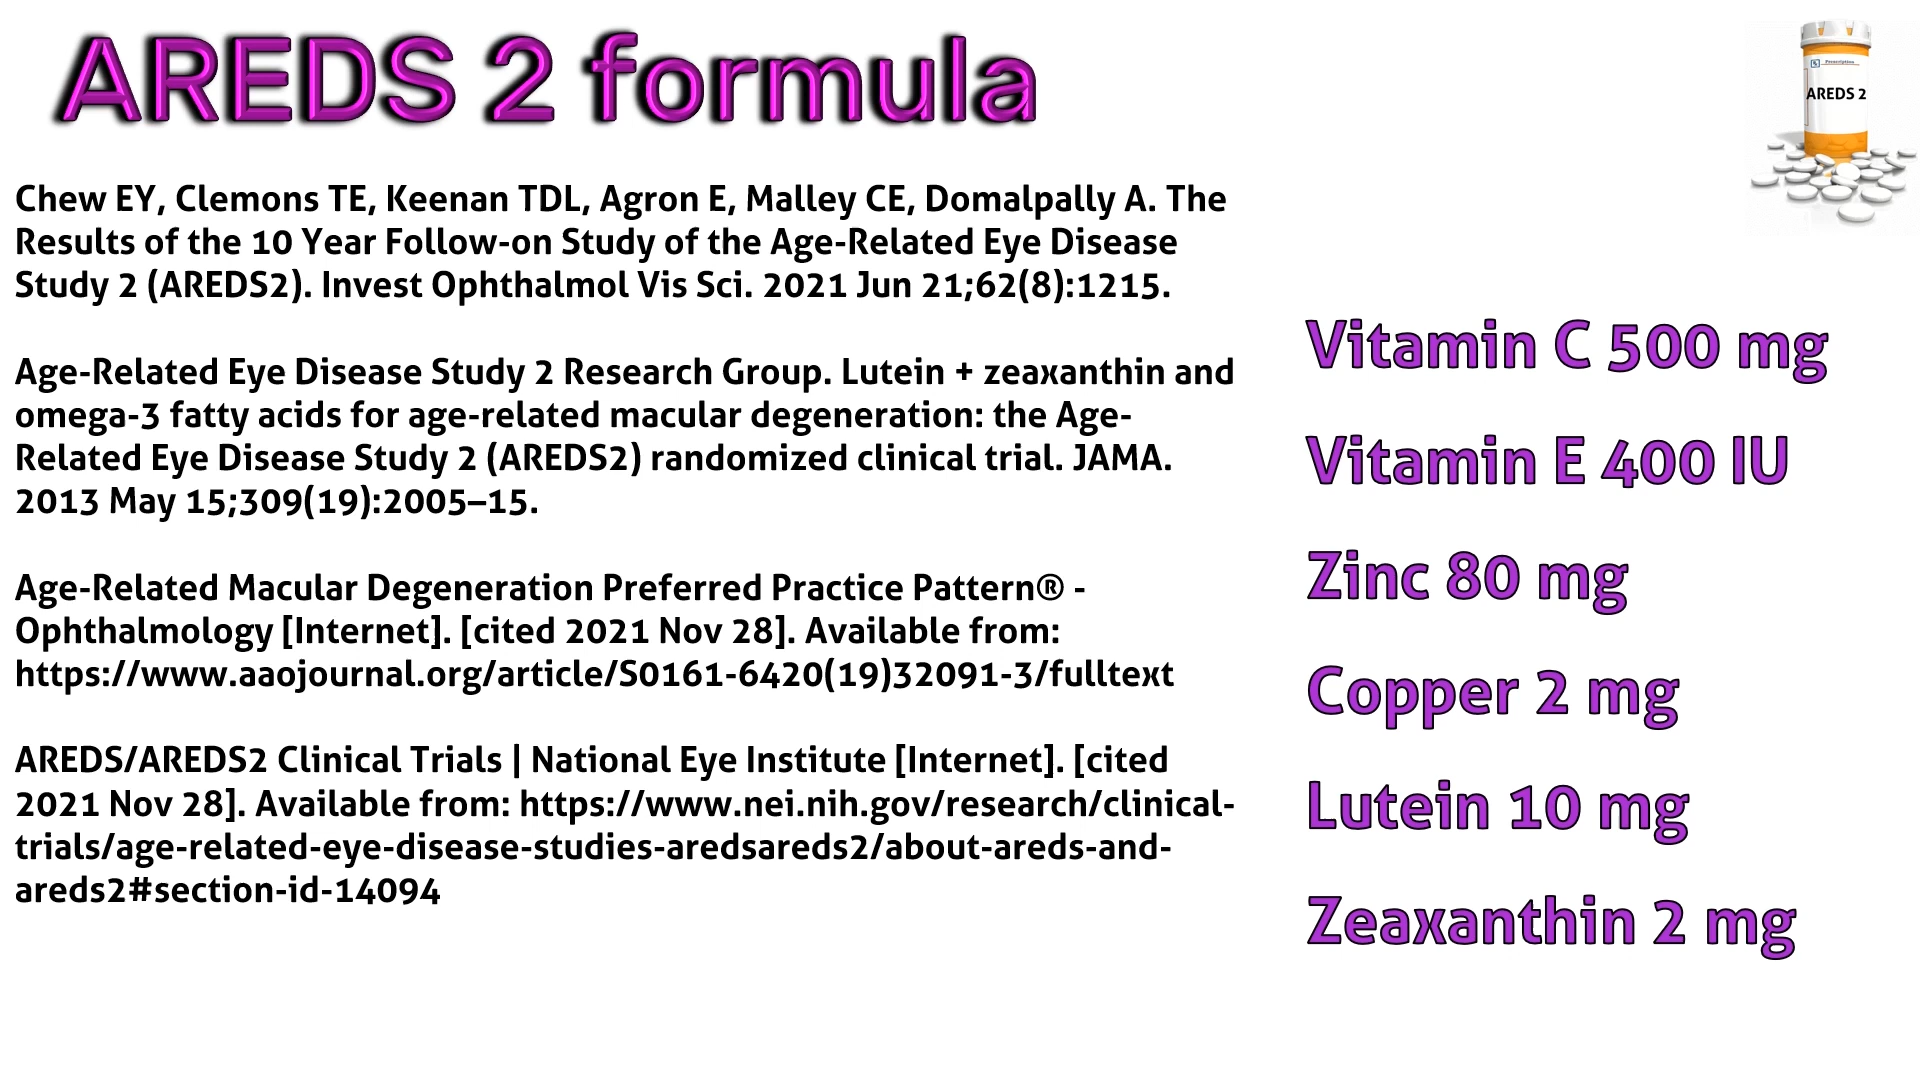 AREDS 2 formula
AREDS 2
Chew EY, Clemons TE, Keenan TDL, Agron E, Malley CE, Domalpally A. The
Results of the 10 Year Follow-on Study of the Age-Related Eye Disease
Study 2 (AREDS2). Invest Ophthalmol Vis Sci. 2021 Jun 21;62(8):1215.
Age-Related Eye Disease Study 2 Research Group. Lutein + zeaxanthin and
omega-3 fatty acids for age-related macular degeneration: the Age-
Related Eye Disease Study 2 (AREDS2) randomized clinical trial. JAMA.
2013 May 15;309(19):2005–15.
Age-Related Macular Degeneration Preferred Practice Pattern® -
Ophthalmology [Internet]. [cited 2021 Nov 28]. Available from:
https://www.aaojournal.org/article/S0161-6420(19)32091-3/fulltext
AREDS/AREDS2 Clinical Trials | National Eye Institute [Internet]. [cited
2021 Nov 28]. Available from: https://www.nei.nih.gov/research/clinical-
trials/age-related-eye-disease-studies-aredsareds2/about-areds-and-
areds2#section-id-14094
Vitamin C 500 mg
Vitamin E 400 IU
Zinc 80 mg
Copper 2 mg
Lutein 10 mg
Zeaxanthin 2 mg